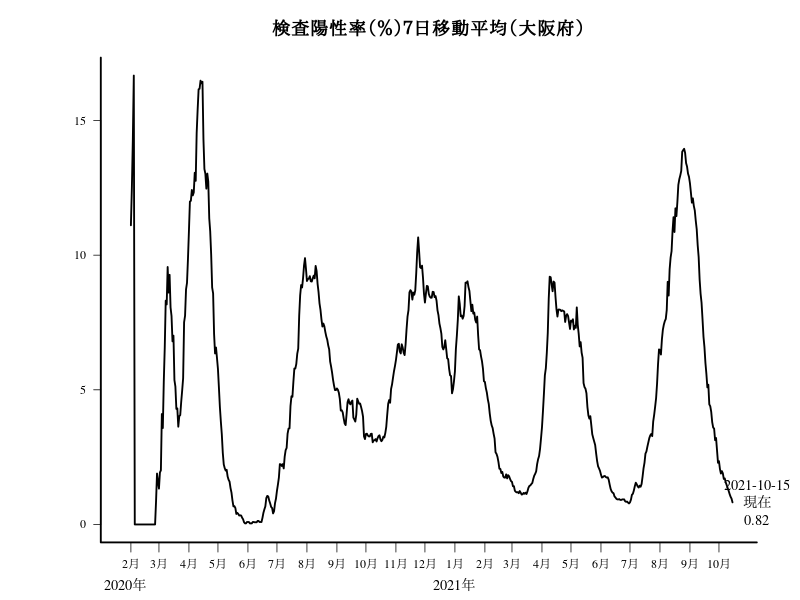 検査陽性率(%)7日移動平均(大阪府)
15
10
5
0
2021-10-15
現在
0.82
2月 3月 4月 5月 6月 7月 8月 9月 10月 11月 12月 1月 2月 3月 4月 5月 6月 7月 8月 9月 10月
2020年 2021年